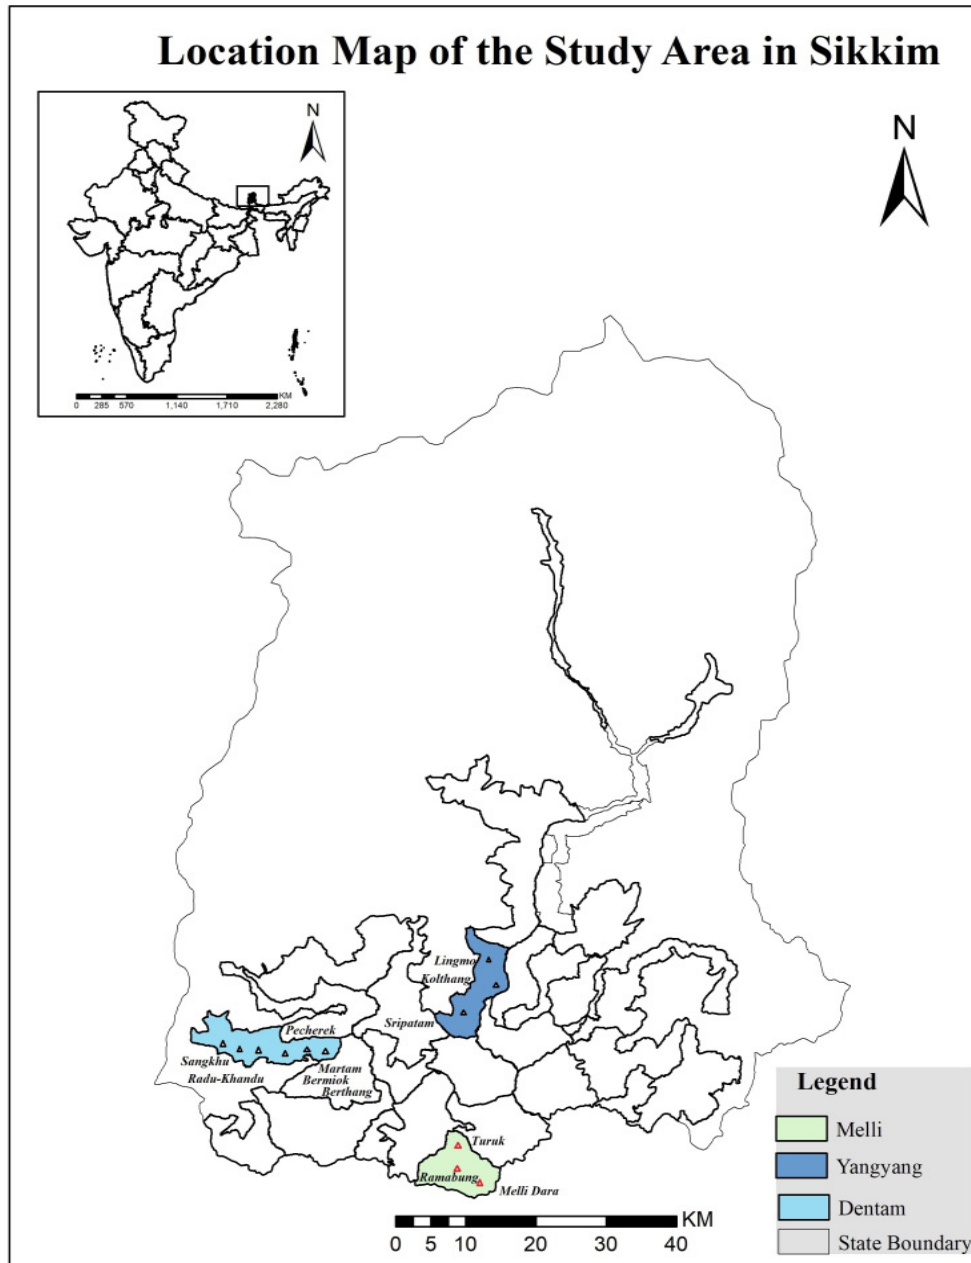 Location Map of the Study Area in Sikkim
N
KM
0 285 570 1,140 1,710 2,280
N
Lingmo
Kolthang
Sripatam
Pecherek
Sangkhu
Martam
Radu-Khandu
Bermiok
Berthang
Turuk
Ramabung
Melli Dara
KM
0 5 10 20 30 40
Legend
Melli
Yangyang
Dentam
State Boundary